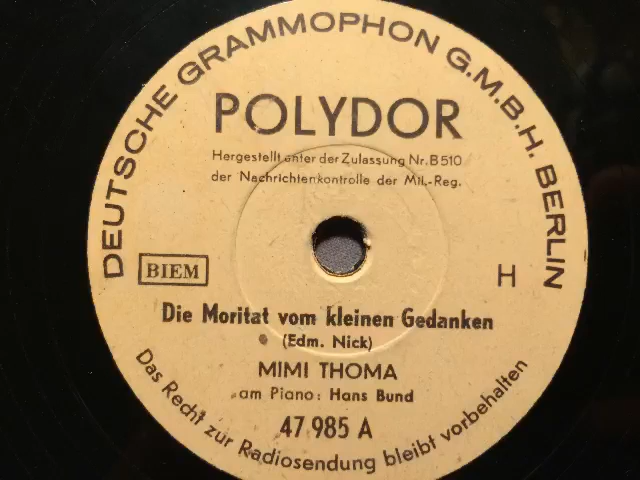 DEUTSCHE GRAMMOPHON G.M.B.H. BERLIN
POLYDOR
Hergestellt unter der Zulassung Nr. B 510
der Nachrichtenkontrolle der Mil.-Reg.
BIEM
H
Die Moritat vom kleinen Gedanken
(Edm. Nick)
MIMI THOMA
am Piano: Hans Bund
47 985 A
Das Recht zur Radiosendung bleibt vorbehalten